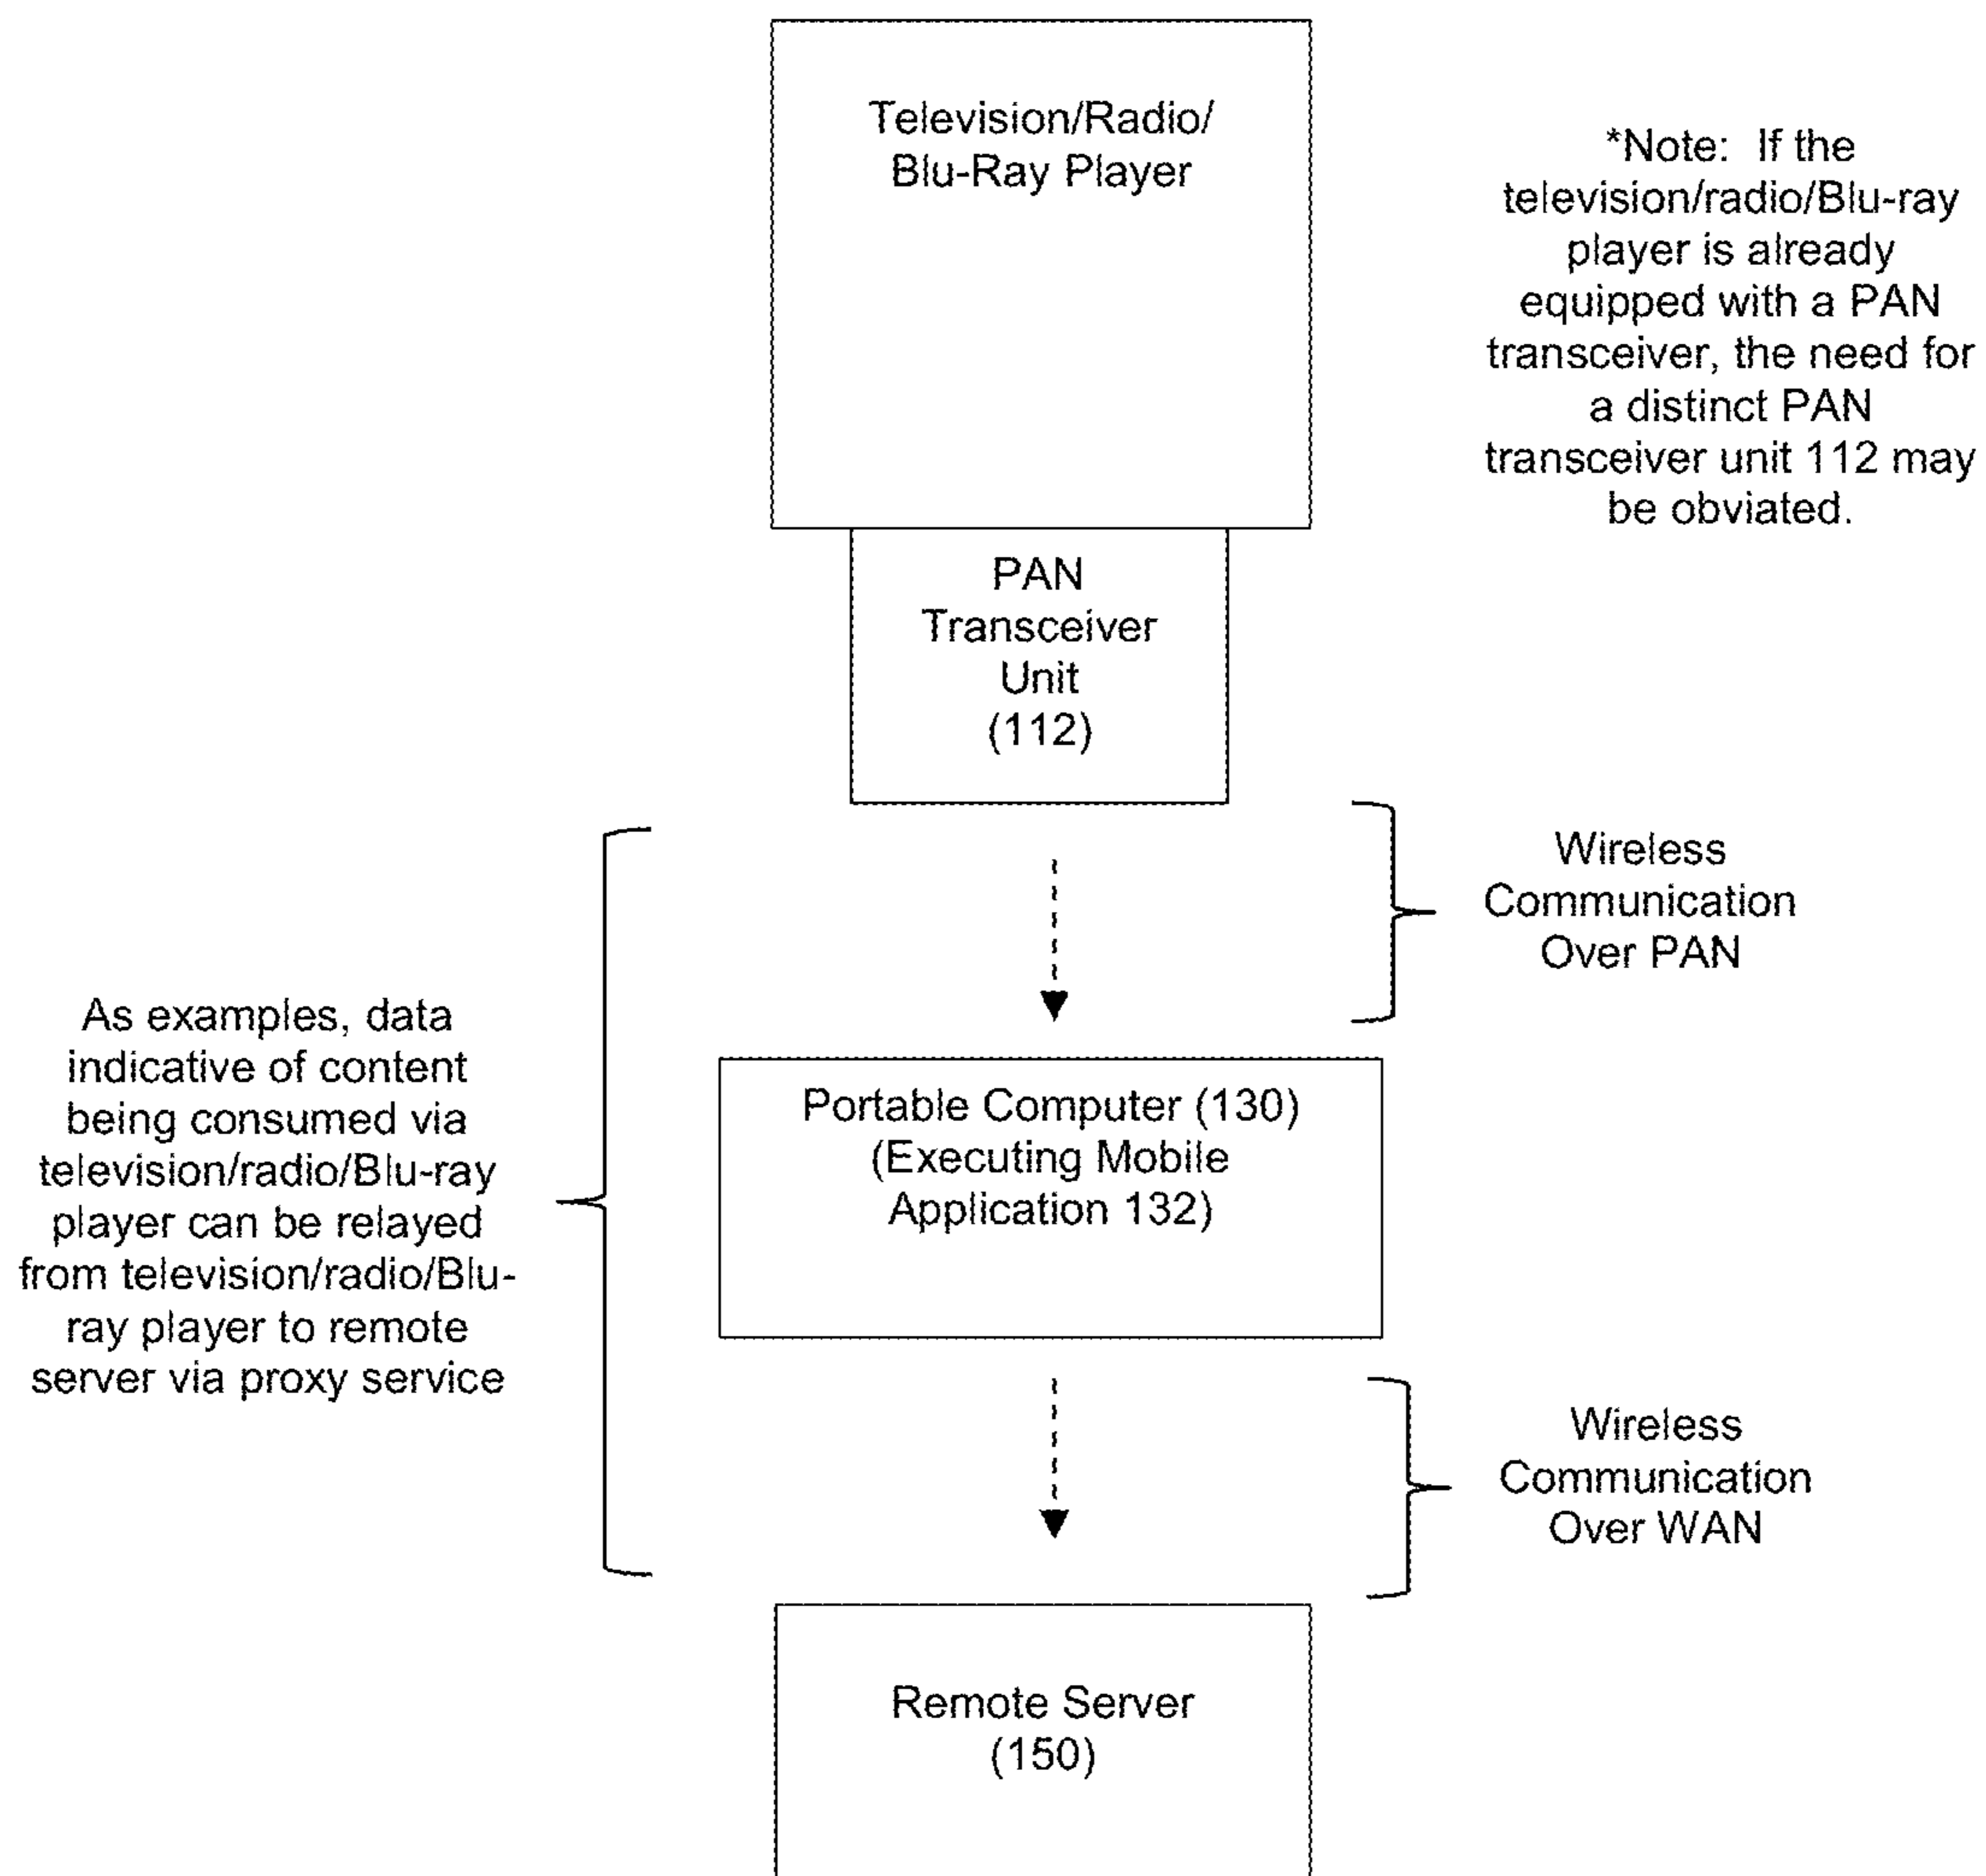 Television/Radio/
Blu-Ray Player
*Note: If the
television/radio/Blu-ray
player is already
equipped with a PAN
transceiver, the need for
a distinct PAN
transceiver unit 112 may
be obviated.
PAN
Transceiver
Unit
(112)
Wireless
Communication
Over PAN
As examples, data
indicative of content
being consumed via
television/radio/Blu-ray
player can be relayed
from television/radio/Blu-
ray player to remote
server via proxy service
Portable Computer (130)
(Executing Mobile
Application 132)
Wireless
Communication
Over WAN
Remote Server
(150)